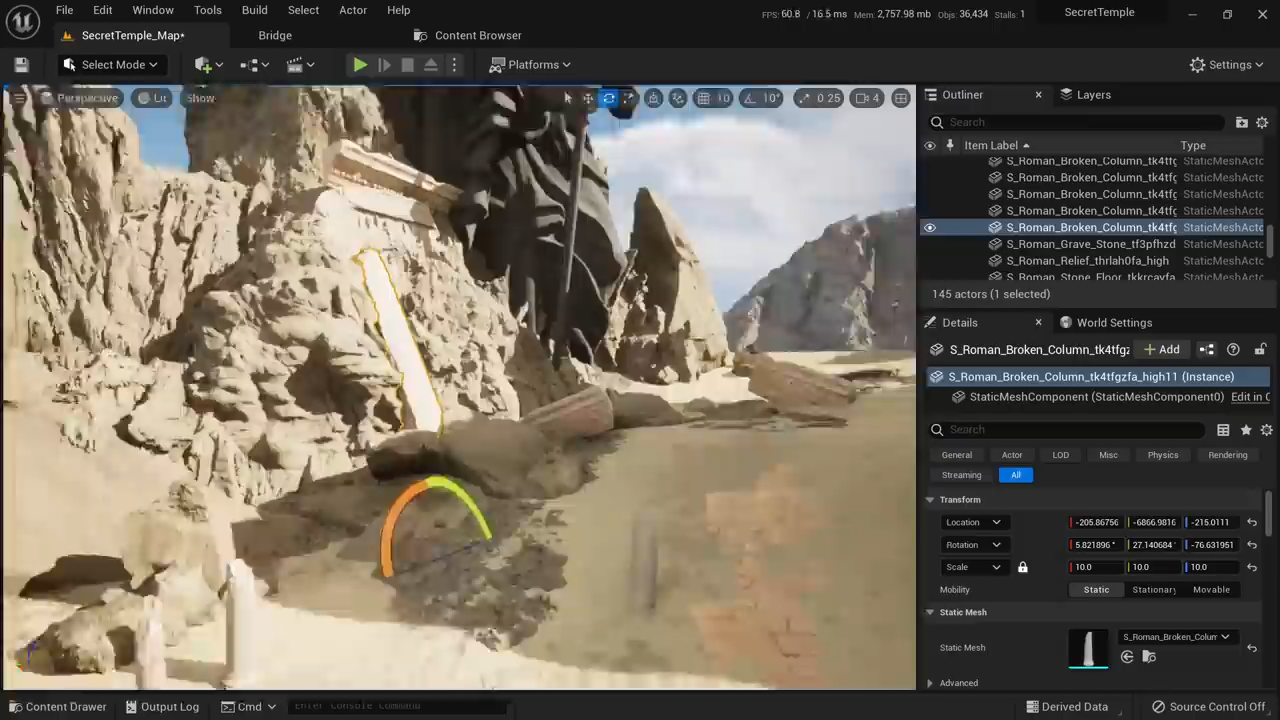 File Edit Window Tools Build Select Actor Help
FPS: 60.8 / 16.5 ms Mem: 2,757.98 mb Objs: 36,434 Stalls: 1 SecretTemple
SecretTemple_Map* Bridge Content Browser
Select Mode Platforms Settings
Perspective Lit Show 10 10° 0.25 4
Outliner Layers
Search
Item Label Type
S_Roman_Broken_Column_tk4tfg StaticMeshActo
S_Roman_Broken_Column_tk4tfg StaticMeshActo
S_Roman_Broken_Column_tk4tfg StaticMeshActo
S_Roman_Broken_Column_tk4tfg StaticMeshActo
S_Roman_Broken_Column_tk4tfg StaticMeshActo
S_Roman_Grave_Stone_tf3pfhzd StaticMeshActo
S_Roman_Relief_thrlah0fa_high StaticMeshActo
S_Roman_Stone_Floor_tkkrcayfa StaticMeshActo
145 actors (1 selected)
Details World Settings
S_Roman_Broken_Column_tk4tfgz Add
S_Roman_Broken_Column_tk4tfgzfa_high11 (Instance)
StaticMeshComponent (StaticMeshComponent0) Edit in C
Search
General Actor LOD Misc Physics Rendering
Streaming All
Transform
Location -205.86756 -6866.9816 -215.0111
Rotation 5.821896° 27.140684° -76.631951
Scale 10.0 10.0 10.0
Mobility Static Stationary Movable
Static Mesh
Static Mesh S_Roman_Broken_Colum
Advanced
Content Drawer Output Log Cmd Enter Console Command Derived Data Source Control Off